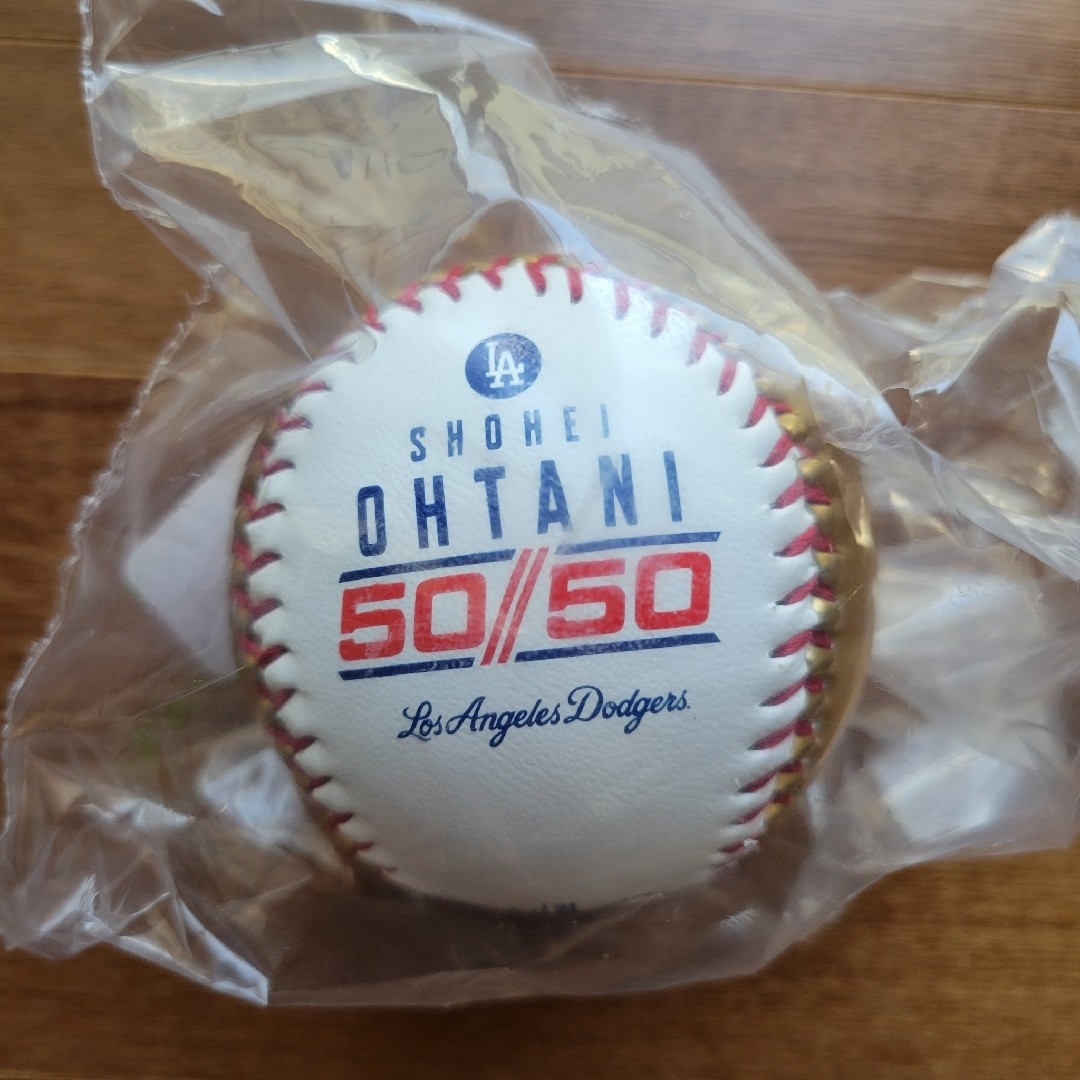 LA
SHOHEI
OHTANI
50//50
Los Angeles Dodgers.